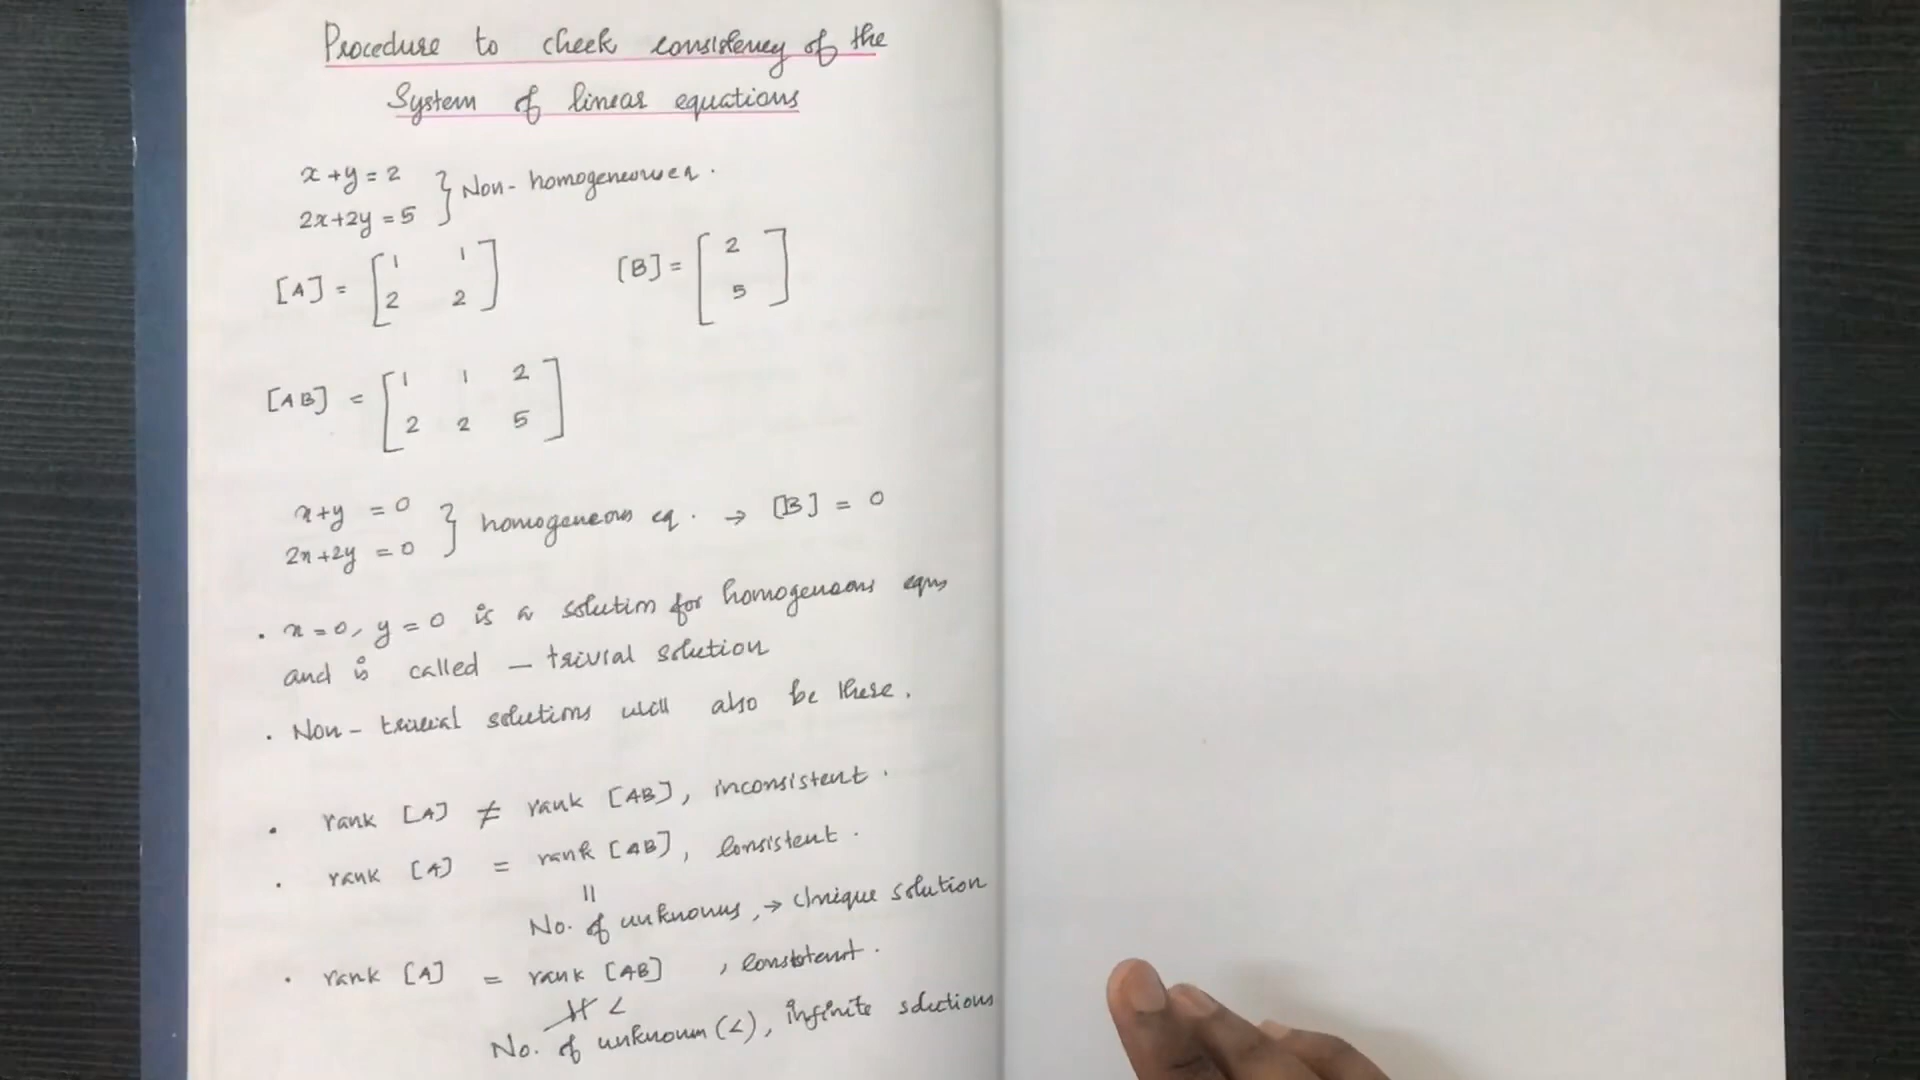 Procedure to check consistency of the
System of linear equations
x + y = 2
2x+2y = 5 } Non-homogeneous eq.
[A] = [ 1 1 [B] = [ 2
2 2 ] 5 ]
[AB] = [ 1 1 2
2 2 5 ]
x+y = 0
2x+2y = 0 } homogeneous eq. → [B] = 0
. x=0, y=0 is a solution for homogeneous eqns
and is called – trivial solution
. Non-trivial solutions will also be there.
. rank [A] ≠ rank [AB], inconsistent.
. rank [A] = rank [AB], consistent.
=
No. of unknowns, → Unique solution
. rank [A] = rank [AB], consistent.
<
No. of unknown (<), infinite solutions